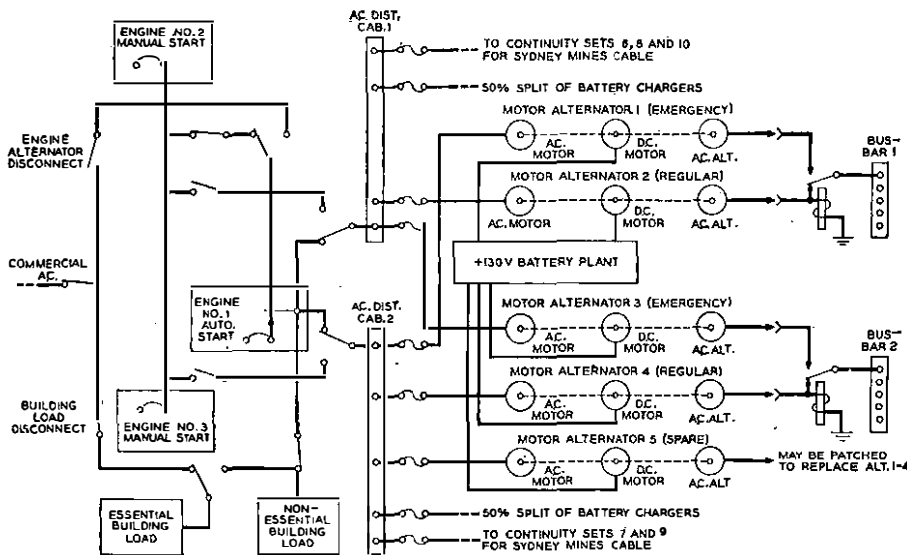 ENGINE NO. 2
MANUAL START
ENGINE
ALTERNATOR
DISCONNECT
COMMERCIAL
AC.
ENGINE
NO. 1
AUTO.
START
BUILDING
LOAD
DISCONNECT
ENGINE NO. 3
MANUAL START
ESSENTIAL
BUILDING
LOAD
NON-
ESSENTIAL
BUILDING
LOAD
AC. DIST.
CAB. 1
TO CONTINUITY SETS 6, 8 AND 10
FOR SYDNEY MINES CABLE
50% SPLIT OF BATTERY CHARGERS
MOTOR ALTERNATOR 1 (EMERGENCY)
AC.
MOTOR
D.C.
MOTOR
AC. ALT.
MOTOR ALTERNATOR 2 (REGULAR)
AC. MOTOR
D.C.
MOTOR
AC. ALT.
BUS-
BAR 1
+130V BATTERY PLANT
AC. DIST.
CAB. 2
MOTOR ALTERNATOR 3 (EMERGENCY)
AC.
MOTOR
D.C.
MOTOR
AC. ALT.
MOTOR ALTERNATOR 4 (REGULAR)
AC.
MOTOR
D.C.
MOTOR
AC. ALT.
BUS-
BAR 2
MOTOR ALTERNATOR 5 (SPARE)
AC.
MOTOR
D.C.
MOTOR
AC. ALT
MAY BE PATCHED
TO REPLACE ALT. 1-4
50% SPLIT OF BATTERY CHARGERS
TO CONTINUITY SETS 7 AND 9
FOR SYDNEY MINES CABLE